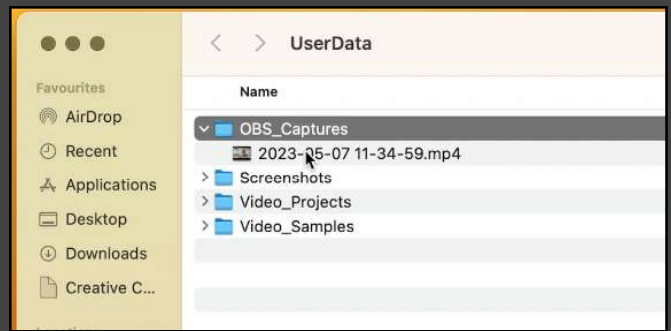 UserData
Favourites
AirDrop
Recent
Applications
Desktop
Downloads
Creative C...
Name
OBS_Captures
2023-05-07 11-34-59.mp4
Screenshots
Video_Projects
Video_Samples